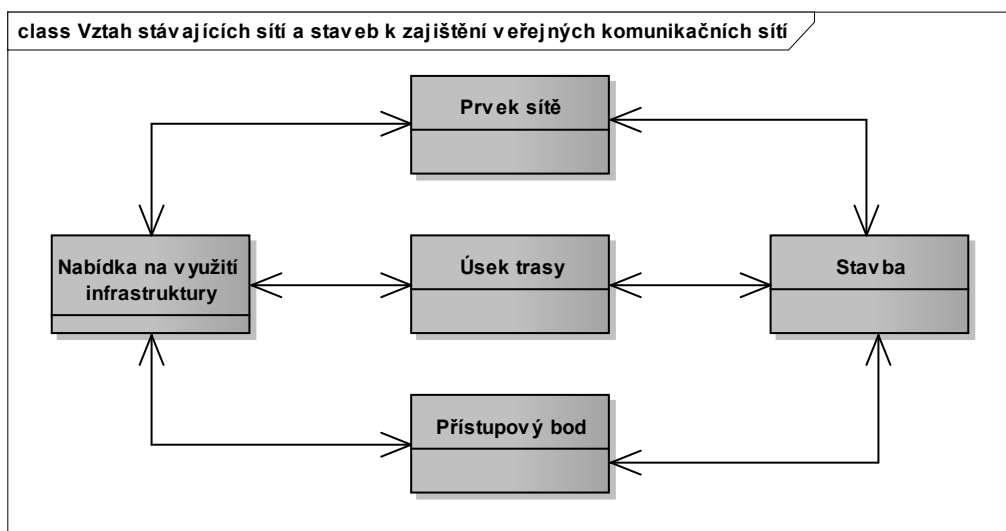 class Vztah stávajících sítí a staveb k zajištění veřejných komunikačních sítí
Prvek sítě
Nabídka na využití
infrastruktury
Úsek trasy
Stavba
Přístupový bod